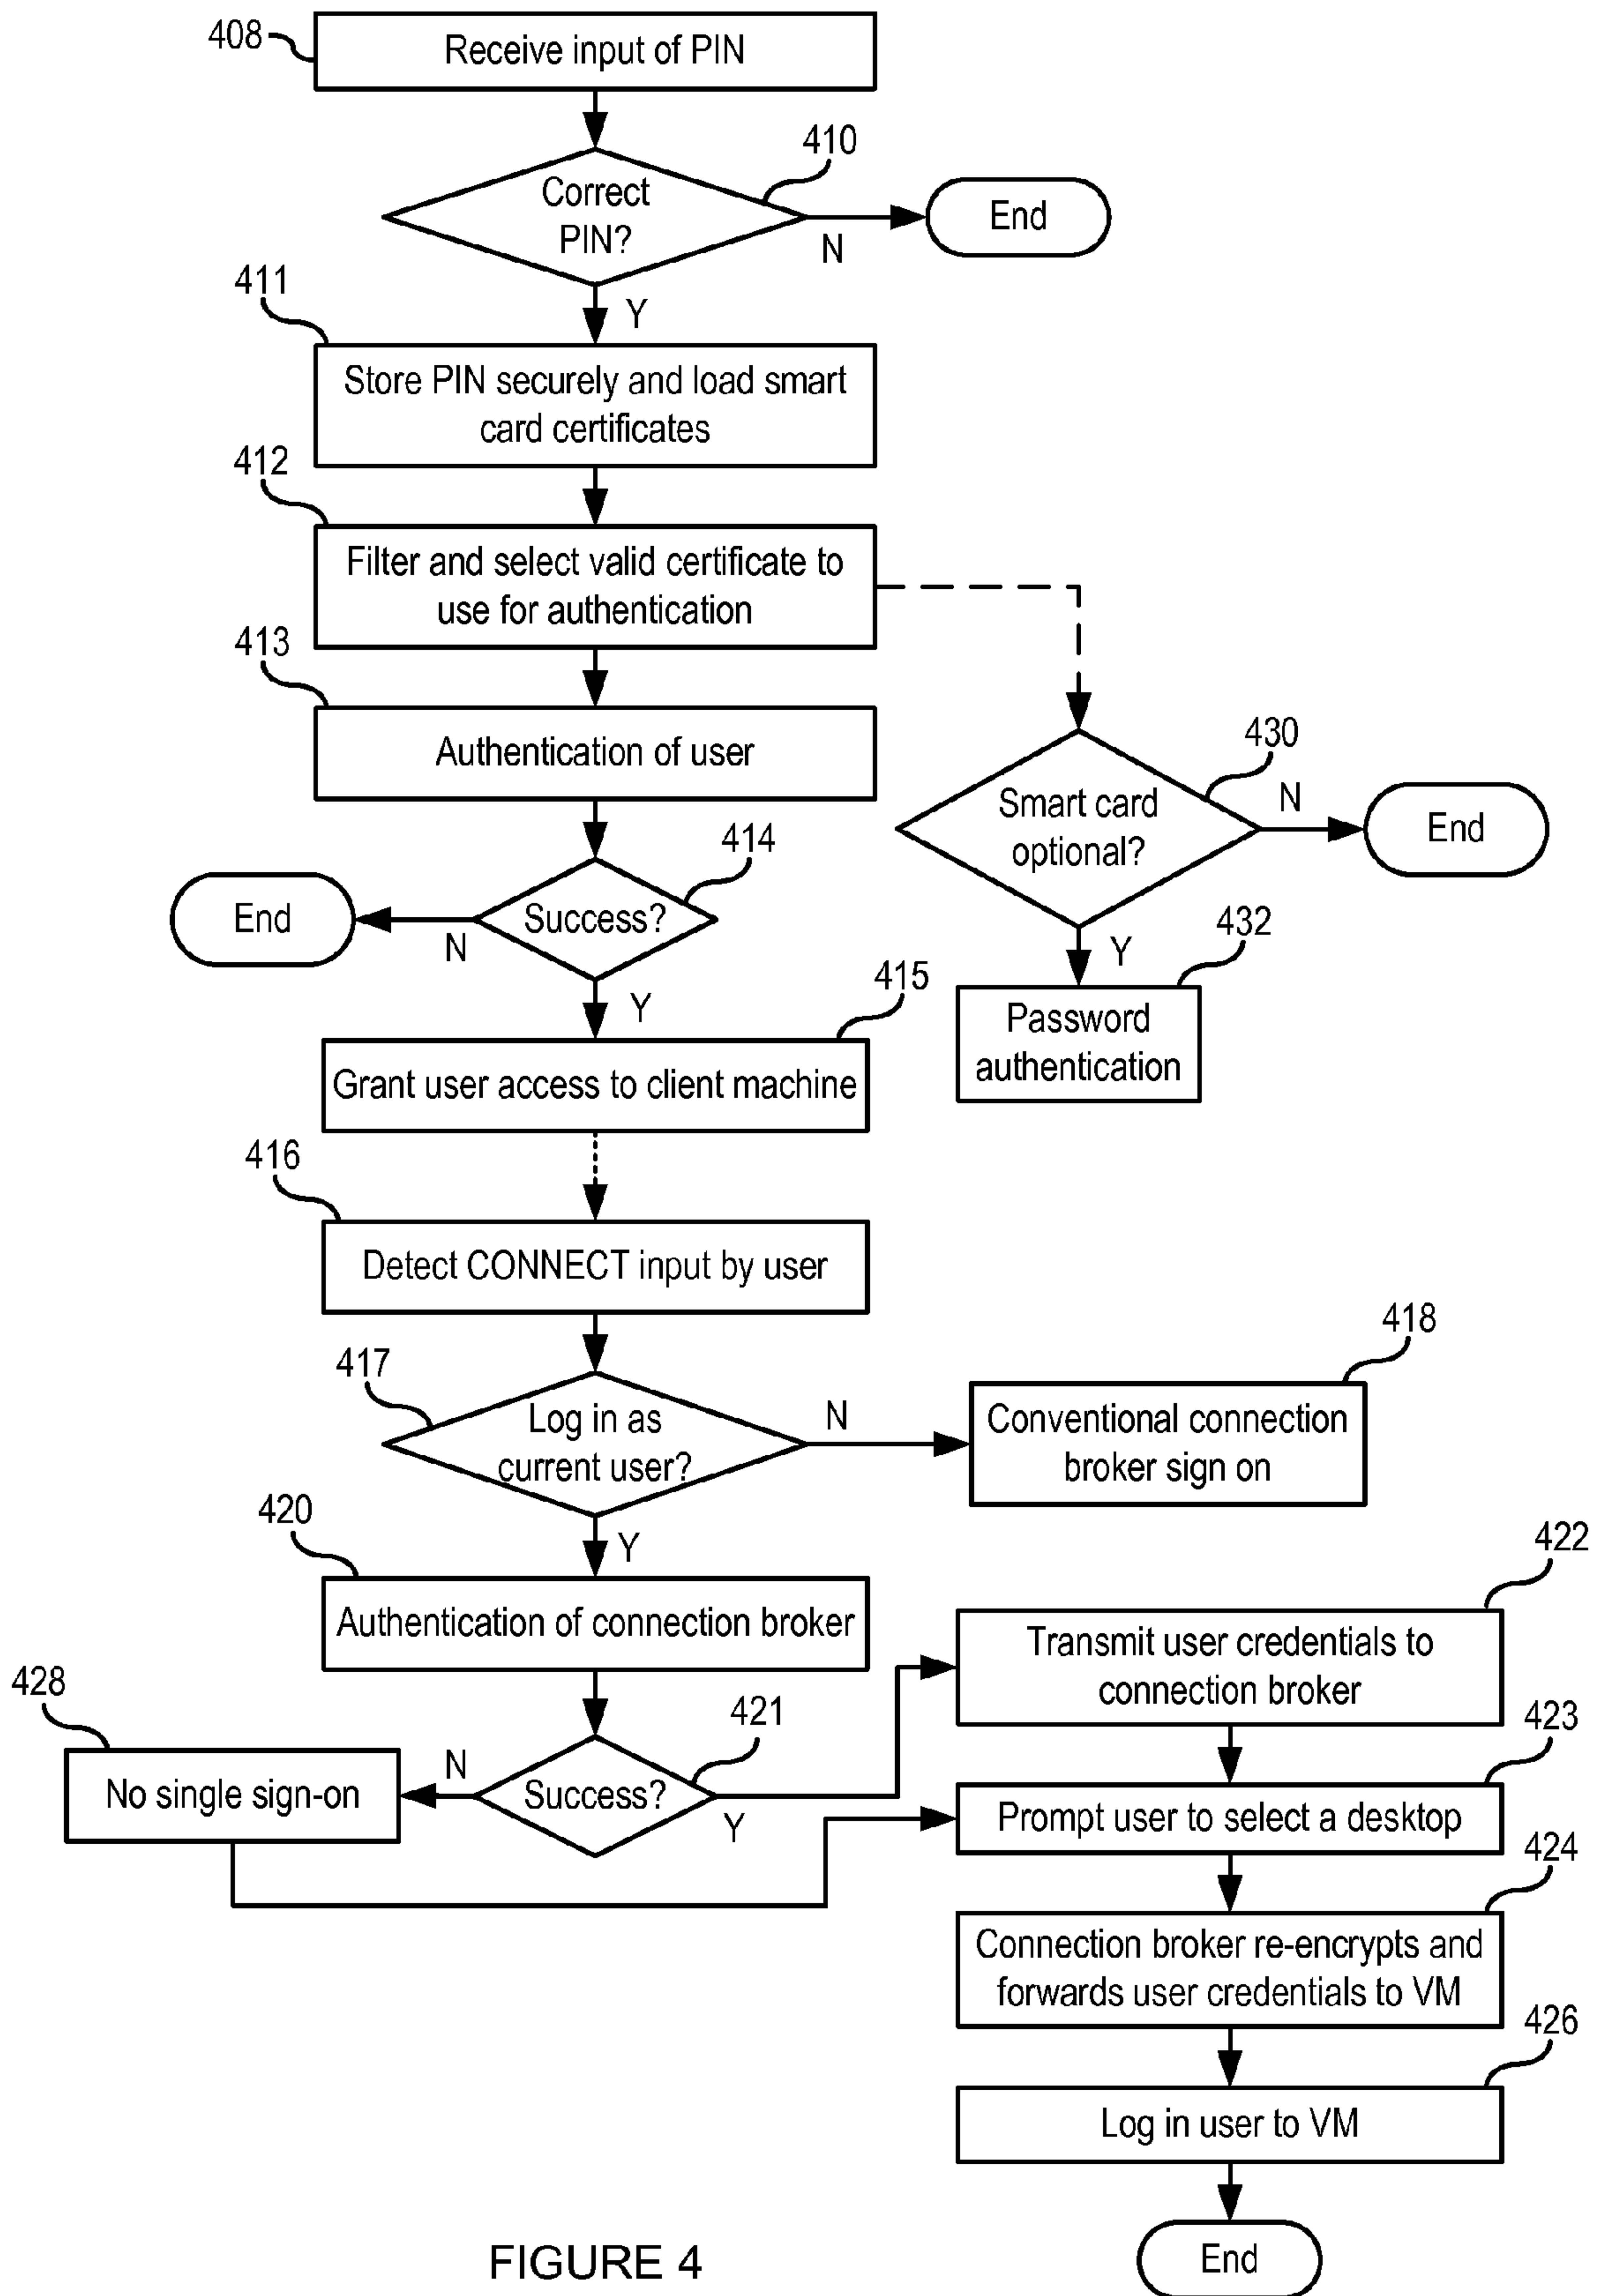 408
Receive input of PIN
410
Correct
PIN?
N
End
Y
411
Store PIN securely and load smart
card certificates
412
Filter and select valid certificate to
use for authentication
413
Authentication of user
430
Smart card
optional?
N
End
Y
432
Password
authentication
414
Success?
N
End
Y
415
Grant user access to client machine
416
Detect CONNECT input by user
417
Log in as
current user?
N
418
Conventional connection
broker sign on
Y
420
Authentication of connection broker
421
Success?
N
428
No single sign-on
Y
422
Transmit user credentials to
connection broker
423
Prompt user to select a desktop
424
Connection broker re-encrypts and
forwards user credentials to VM
426
Log in user to VM
End
FIGURE 4